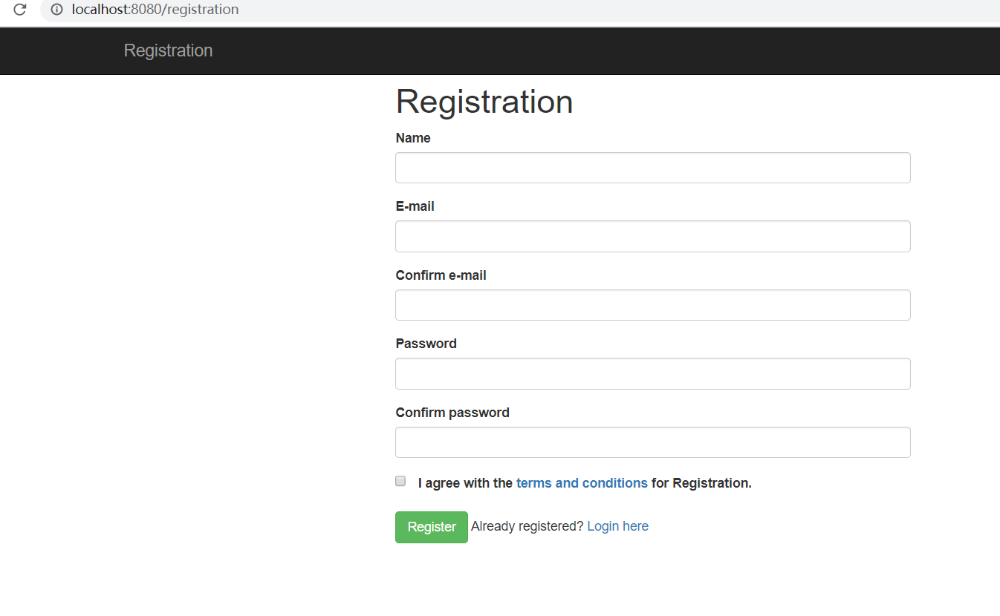 localhost:8080/registration
Registration
Registration
Name
E-mail
Confirm e-mail
Password
Confirm password
I agree with the terms and conditions for Registration.
Register Already registered? Login here